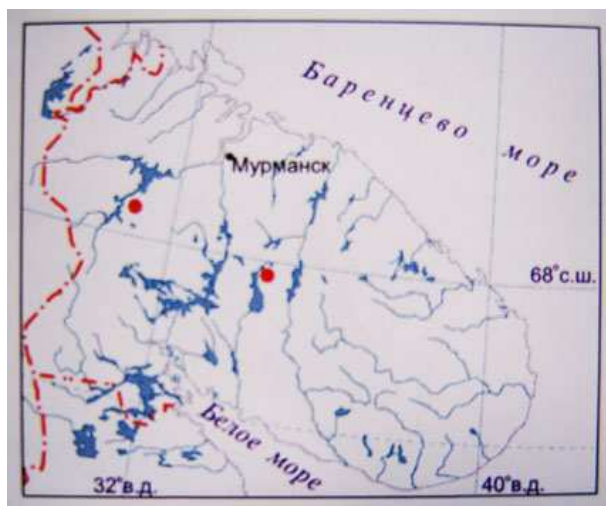 Баренцево море
Мурманск
68°с.ш.
Белое море
32°в.д.
40°в.д.